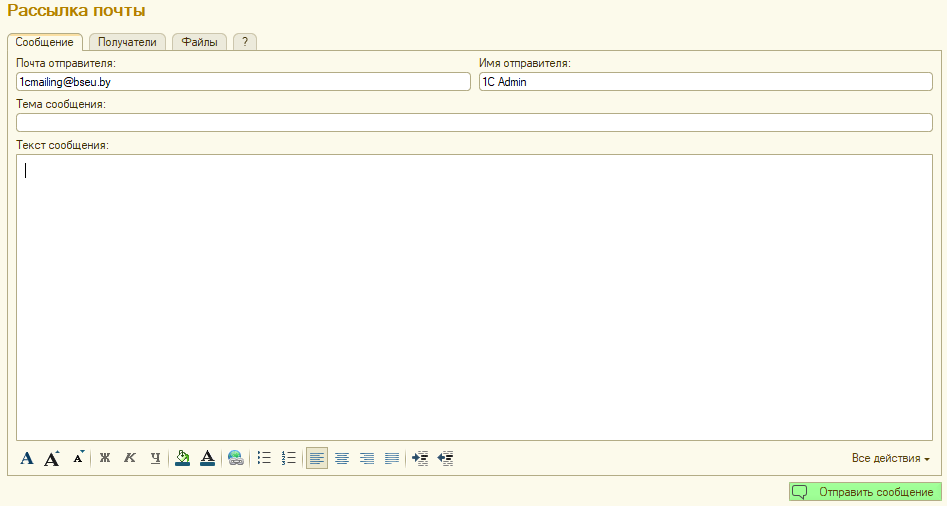 Рассылка почты
Сообщение Получатели Файлы ?
Почта отправителя: Имя отправителя:
1cmailing@bseu.by 1C Admin
Тема сообщения:
Текст сообщения:
А А А Ж К Ч А Все действия
Отправить сообщение